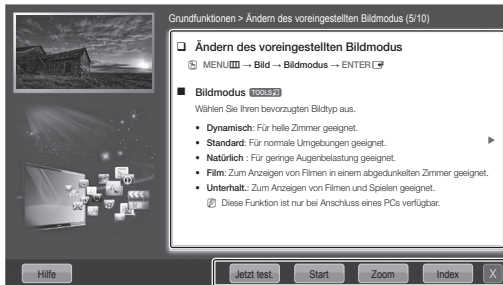 Grundfunktionen > Ändern des voreingestellten Bildmodus (5/10)
❑ Ändern des voreingestellten Bildmodus
MENU → Bild → Bildmodus → ENTER
■ Bildmodus TOOLS
Wählen Sie Ihren bevorzugten Bildtyp aus.
• Dynamisch: Für helle Zimmer geeignet.
• Standard: Für normale Umgebungen geeignet.
• Natürlich : Für geringe Augenbelastung geeignet.
• Film: Zum Anzeigen von Filmen in einem abgedunkelten Zimmer geeignet.
• Unterhalt.: Zum Anzeigen von Filmen und Spielen geeignet.
Diese Funktion ist nur bei Anschluss eines PCs verfügbar.
Hilfe
Jetzt test.
Start
Zoom
Index
X